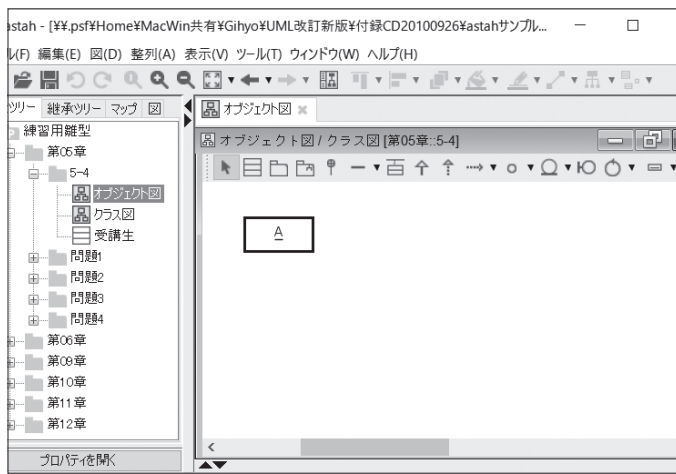 astah - [¥¥.psf¥Home¥MacWin共有¥Gihyo¥UML改訂新版¥付録CD20100926¥astahサンプル...
ル(F) 編集(E) 図(D) 整列(A) 表示(V) ツール(T) ウィンドウ(W) ヘルプ(H)
ツリー 継承ツリー マップ 図
オブジェクト図
練習用雛型
オブジェクト図 / クラス図 [第05章::5-4]
第05章
5-4
オブジェクト図
クラス図
受講生
A
問題1
問題2
問題3
問題4
第06章
第09章
第10章
第11章
第12章
プロパティを開く